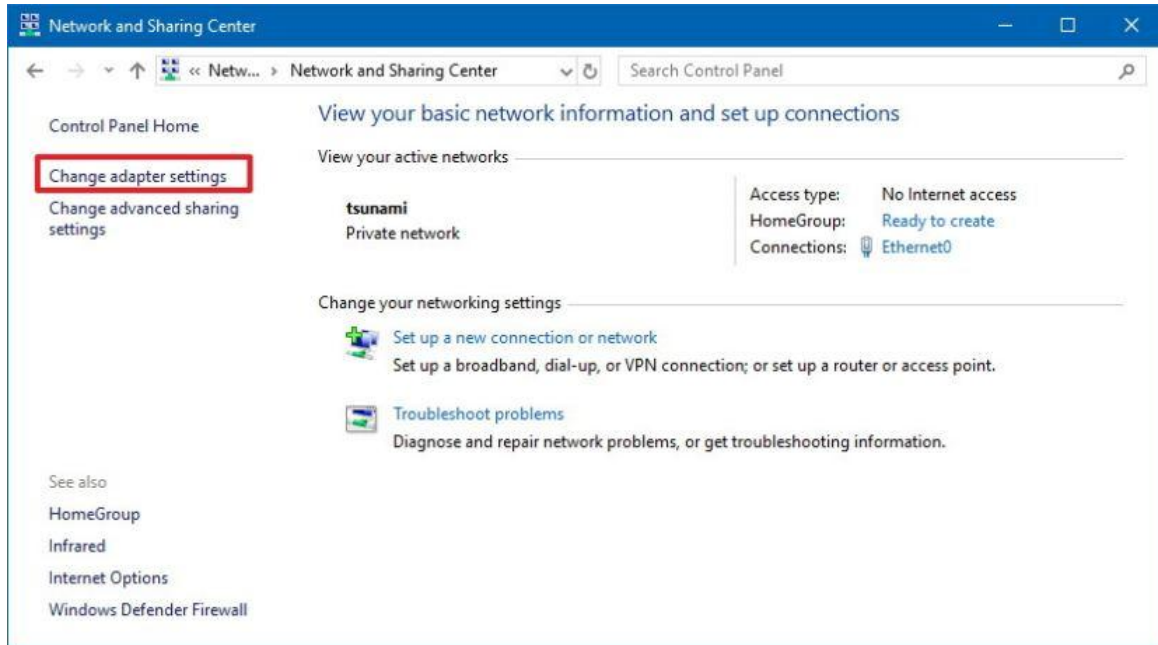 Network and Sharing Center
« Netw... › Network and Sharing Center
Search Control Panel
Control Panel Home
Change adapter settings
Change advanced sharing
settings
View your basic network information and set up connections
View your active networks
tsunami
Private network
Access type: No Internet access
HomeGroup: Ready to create
Connections: Ethernet0
Change your networking settings
Set up a new connection or network
Set up a broadband, dial-up, or VPN connection; or set up a router or access point.
Troubleshoot problems
Diagnose and repair network problems, or get troubleshooting information.
See also
HomeGroup
Infrared
Internet Options
Windows Defender Firewall